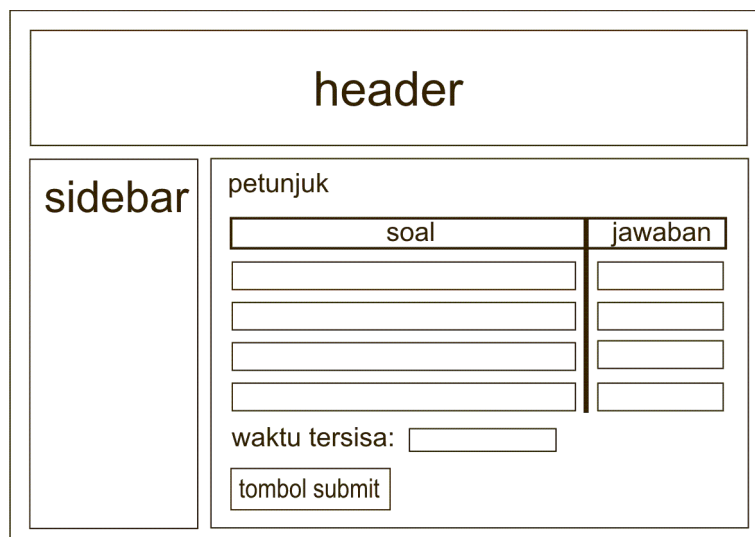 header
sidebar
petunjuk
soal
jawaban
waktu tersisa:
tombol submit